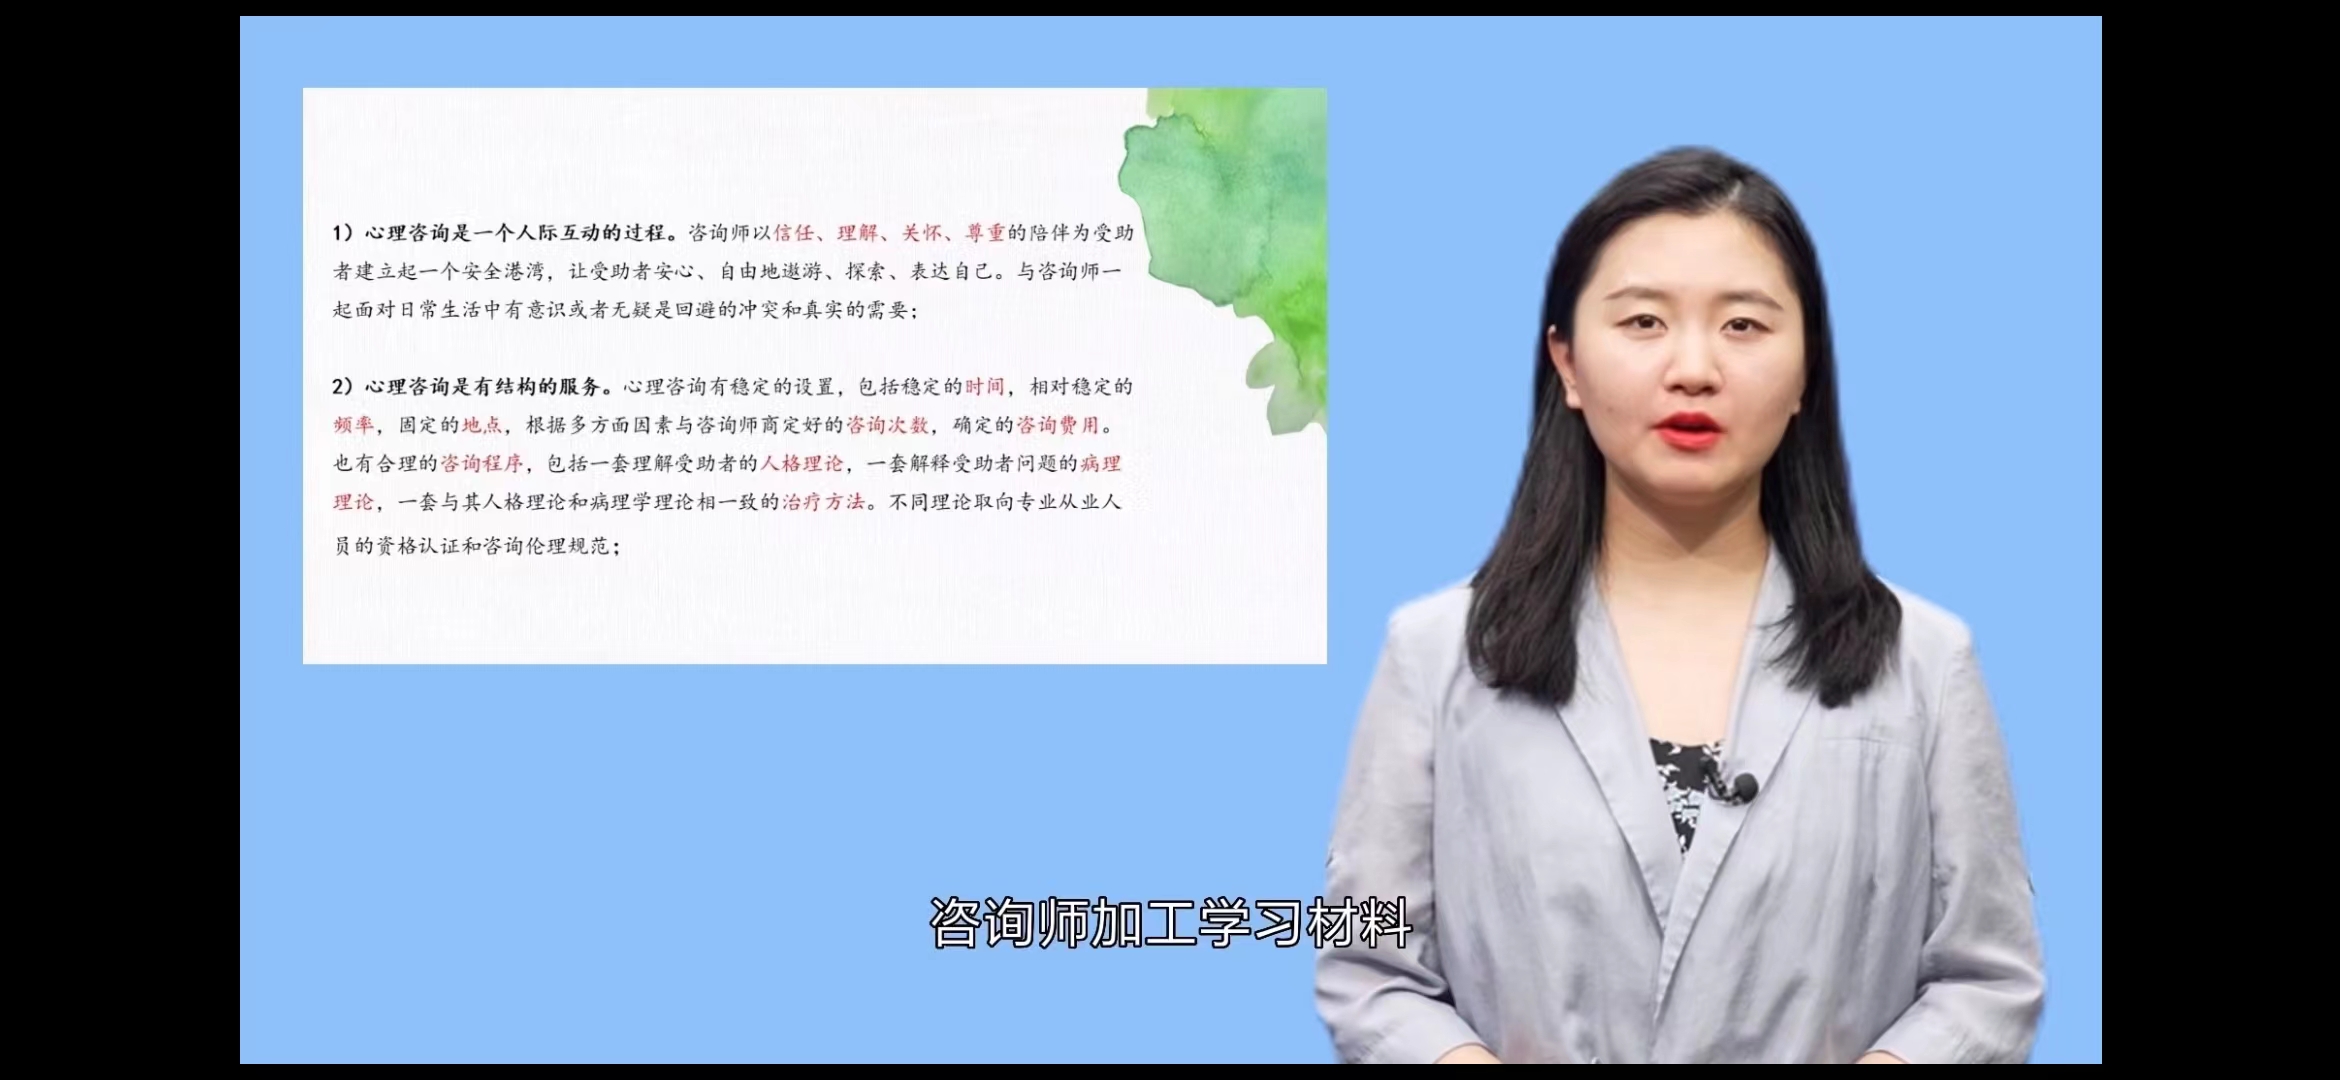 1）心理咨询是一个人际互动的过程。咨询师以信任、理解、关怀、尊重的陪伴为受助
者建立起一个安全港湾，让受助者安心、自由地遨游、探索、表达自己。与咨询师一
起面对日常生活中有意识或者无疑是回避的冲突和真实的需要；
2）心理咨询是有结构的服务。心理咨询有稳定的设置，包括稳定的时间，相对稳定的
频率，固定的地点，根据多方面因素与咨询师商定好的咨询次数，确定的咨询费用。
也有合理的咨询程序，包括一套理解受助者的人格理论，一套解释受助者问题的病理
理论，一套与其人格理论和病理学理论相一致的治疗方法。不同理论取向专业从业人
员的资格认证和咨询伦理规范；
咨询师加工学习材料